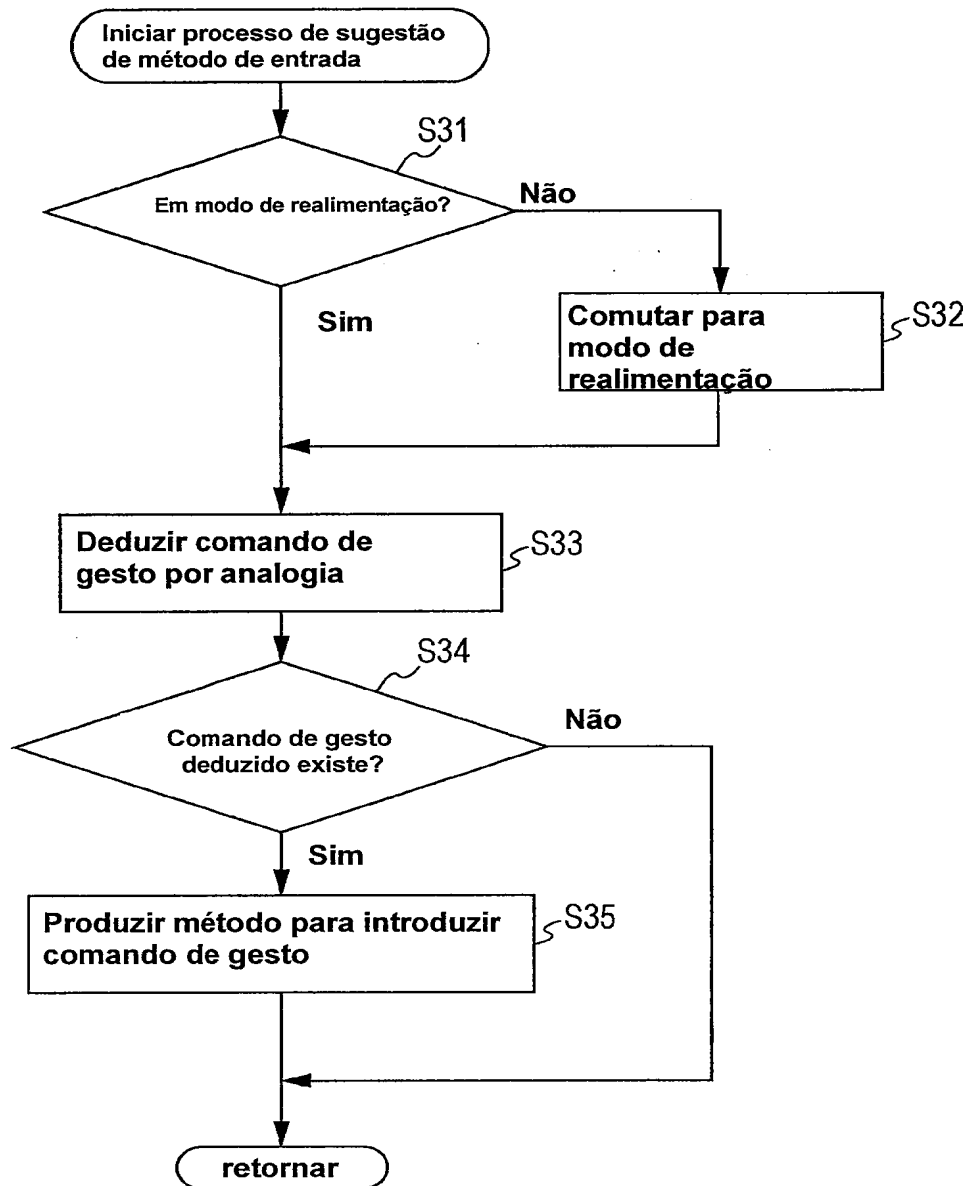 Iniciar processo de sugestão
de método de entrada
S31
Em modo de realimentação?
Não
Sim
Comutar para
modo de
realimentação
S32
Deduzir comando de
gesto por analogia
S33
S34
Comando de gesto
deduzido existe?
Não
Sim
Produzir método para introduzir
comando de gesto
S35
retornar